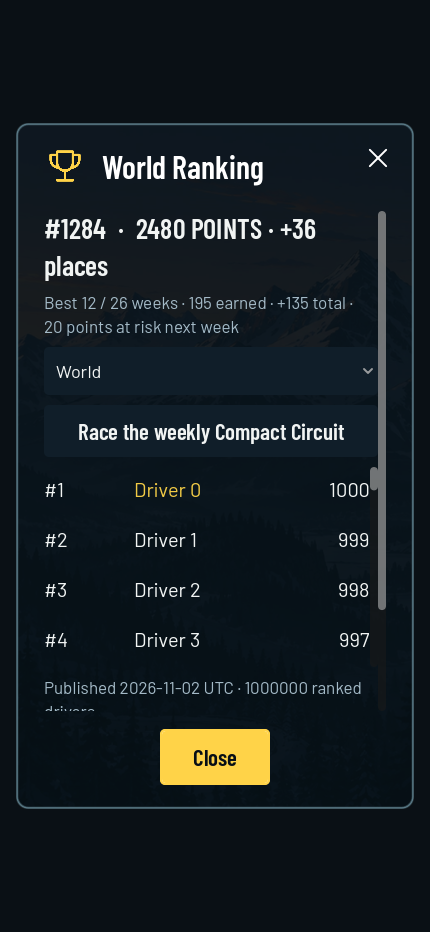 World Ranking
#1284 · 2480 POINTS · +36
places
Best 12 / 26 weeks · 195 earned · +135 total ·
20 points at risk next week
World
Race the weekly Compact Circuit
#1 Driver 0 1000
#2 Driver 1 999
#3 Driver 2 998
#4 Driver 3 997
Published 2026-11-02 UTC · 1000000 ranked
drivers
Close